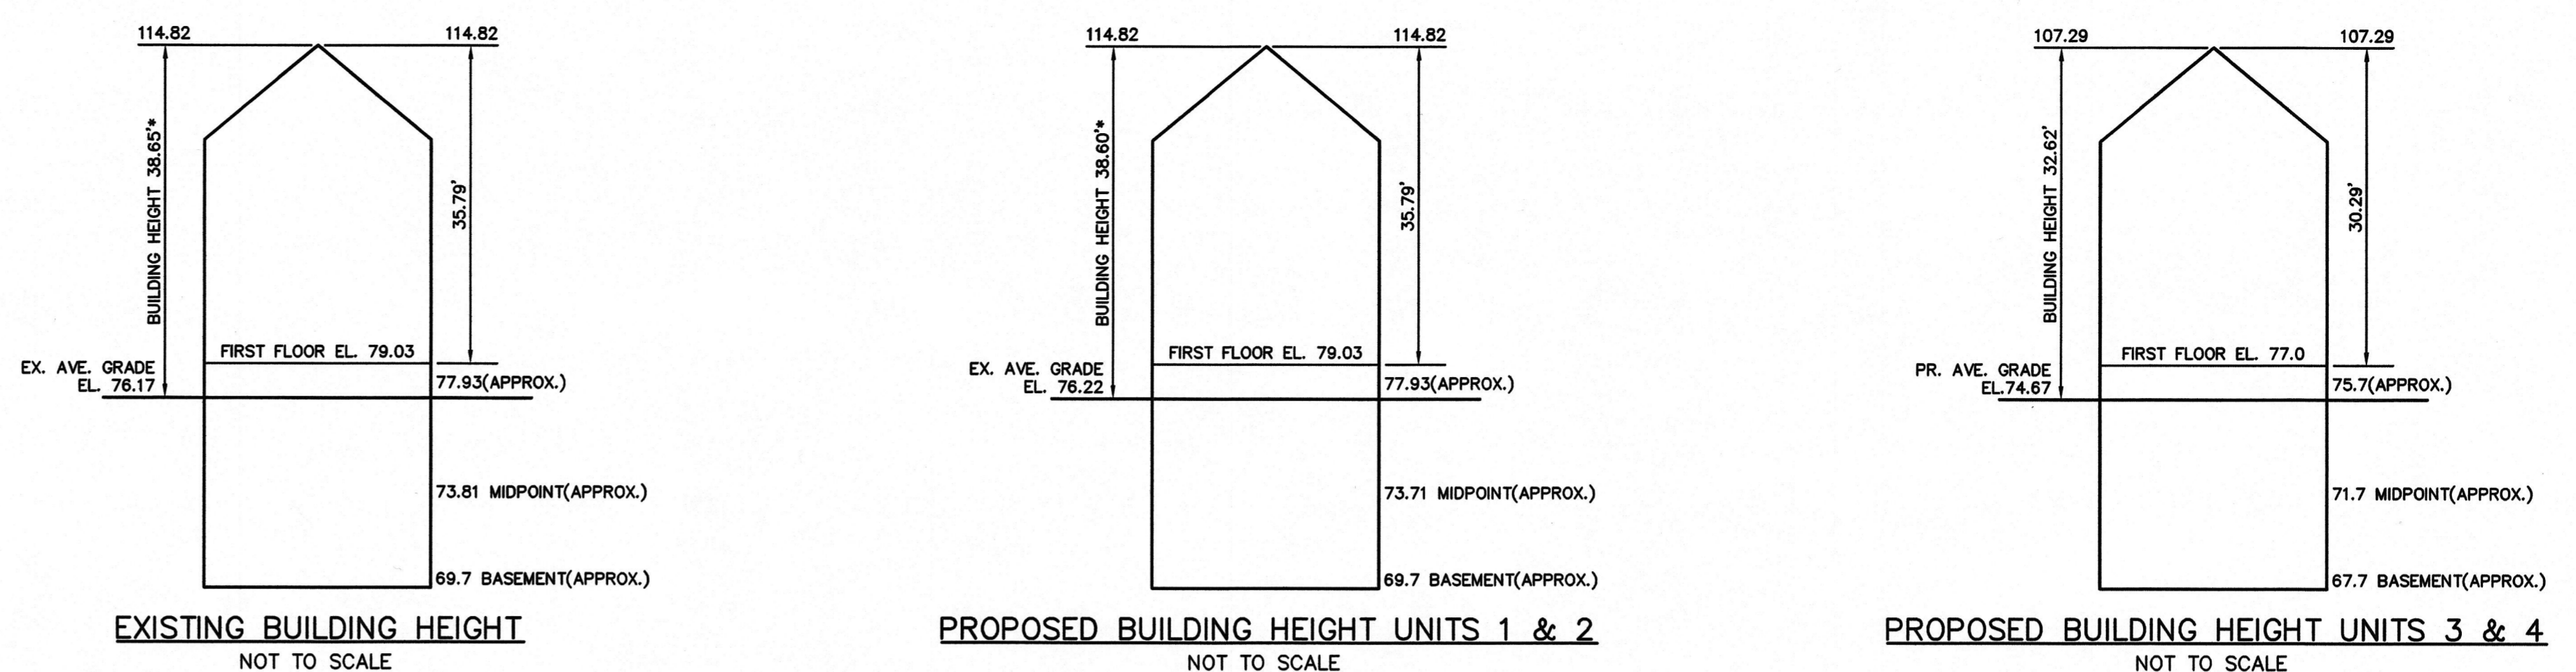 114.82
114.82
BUILDING HEIGHT 38.65'*
35.79'
FIRST FLOOR EL. 79.03
EX. AVE. GRADE
EL. 76.17
77.93(APPROX.)
73.81 MIDPOINT(APPROX.)
69.7 BASEMENT(APPROX.)
EXISTING BUILDING HEIGHT
NOT TO SCALE
114.82
114.82
BUILDING HEIGHT 38.60'*
35.79'
FIRST FLOOR EL. 79.03
EX. AVE. GRADE
EL. 76.22
77.93(APPROX.)
73.71 MIDPOINT(APPROX.)
69.7 BASEMENT(APPROX.)
PROPOSED BUILDING HEIGHT UNITS 1 & 2
NOT TO SCALE
107.29
107.29
BUILDING HEIGHT 32.62'
30.29'
FIRST FLOOR EL. 77.0
PR. AVE. GRADE
EL.74.67
75.7(APPROX.)
71.7 MIDPOINT(APPROX.)
67.7 BASEMENT(APPROX.)
PROPOSED BUILDING HEIGHT UNITS 3 & 4
NOT TO SCALE